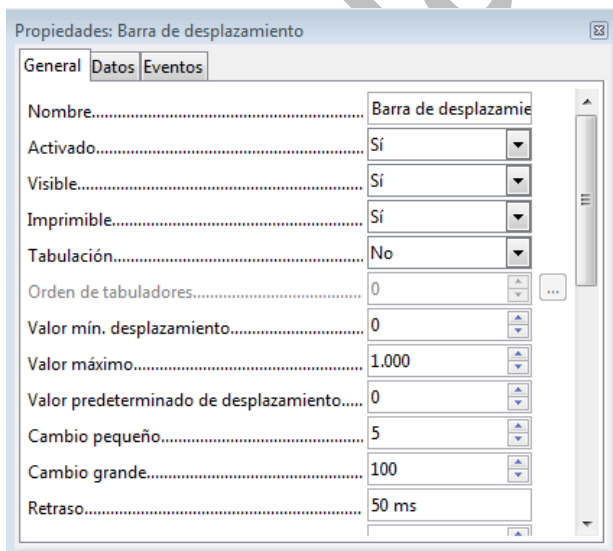 Propiedades: Barra de desplazamiento
General Datos Eventos
Nombre.................................................................... Barra de desplazamie
Activado................................................................... Sí
Visible........................................................................ Sí
Imprimible............................................................... Sí
Tabulación............................................................... No
Orden de tabuladores.......................................... 0 ...
Valor mín. desplazamiento................................. 0
Valor máximo......................................................... 1.000
Valor predeterminado de desplazamiento..... 0
Cambio pequeño.................................................. 5
Cambio grande...................................................... 100
Retraso..................................................................... 50 ms